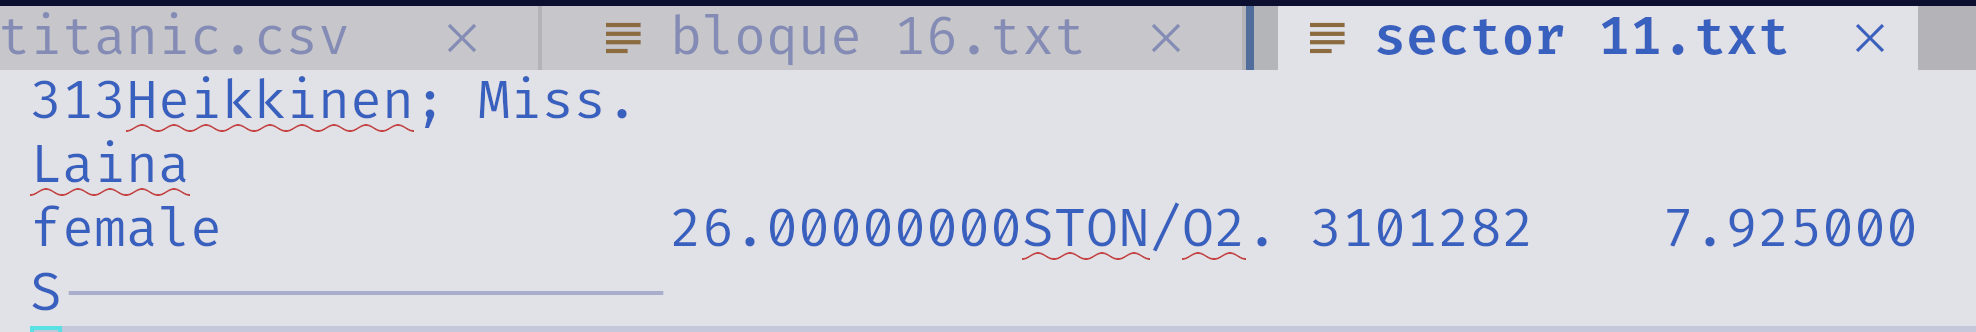 titanic.csv bloque 16.txt sector 11.txt
313Heikkinen; Miss.
Laina
female 26.00000000STON/O2. 3101282 7.925000
S